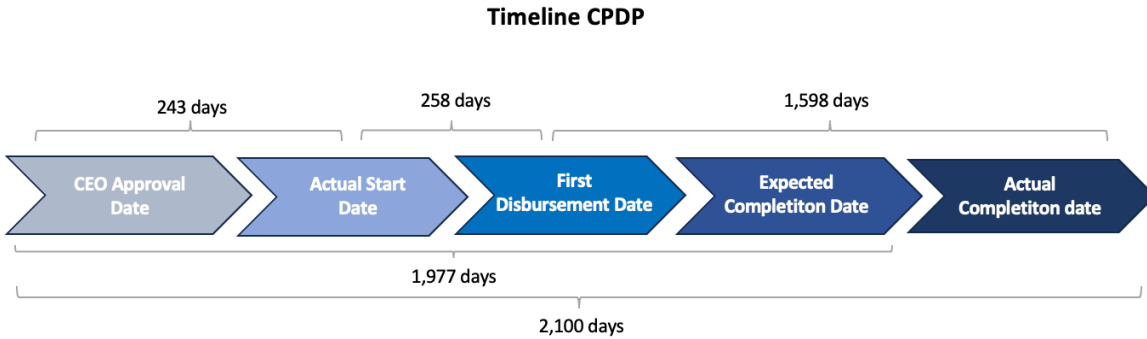 Timeline CPDP
243 days
258 days
1,598 days
CEO Approval
Date
Actual Start
Date
First
Disbursement Date
Expected
Completiton Date
Actual
Completiton date
1,977 days
2,100 days